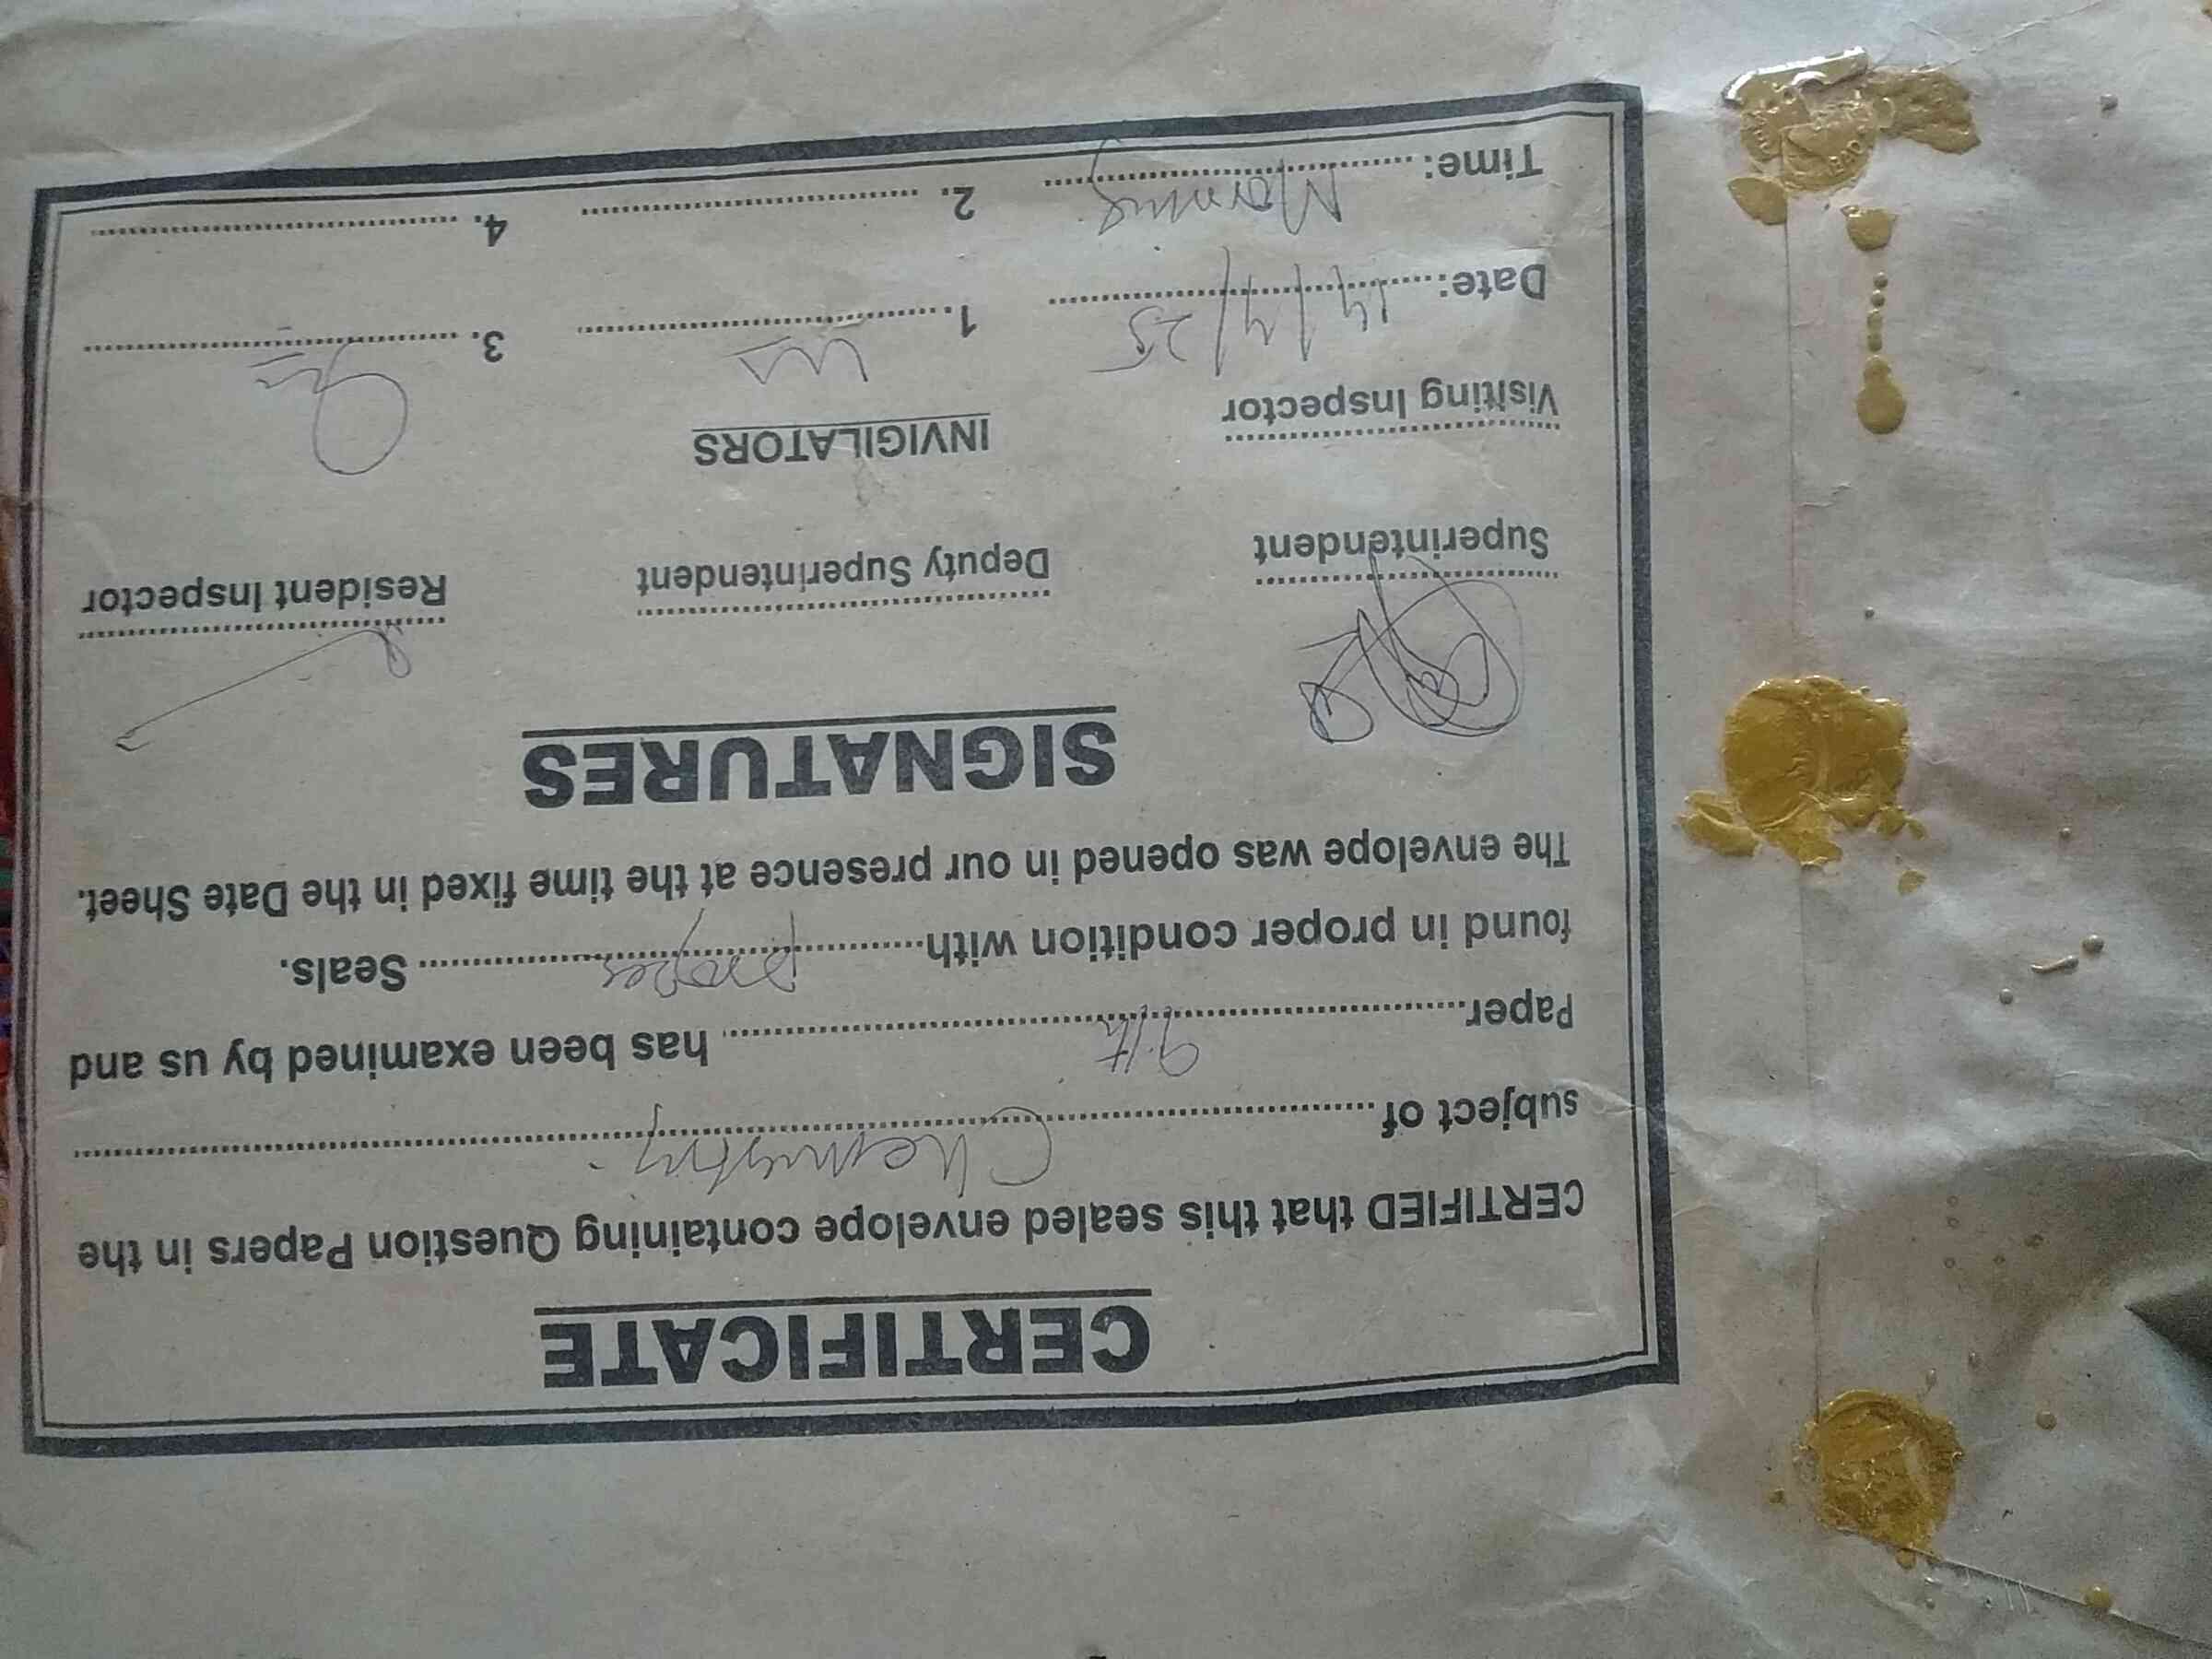 CERTIFICATE
CERTIFIED that this sealed envelope containing Question Papers in the
subject of Chemistry
Paper 9th has been examined by us and
found in proper condition with proper Seals.
The envelope was opened in our presence at the time fixed in the Date Sheet.
SIGNATURES
Superintendent Deputy Superintendent Resident Inspector
Visiting Inspector INVIGILATORS
Date: 14/4/25 1. 3.
Time: Morning 2. 4.